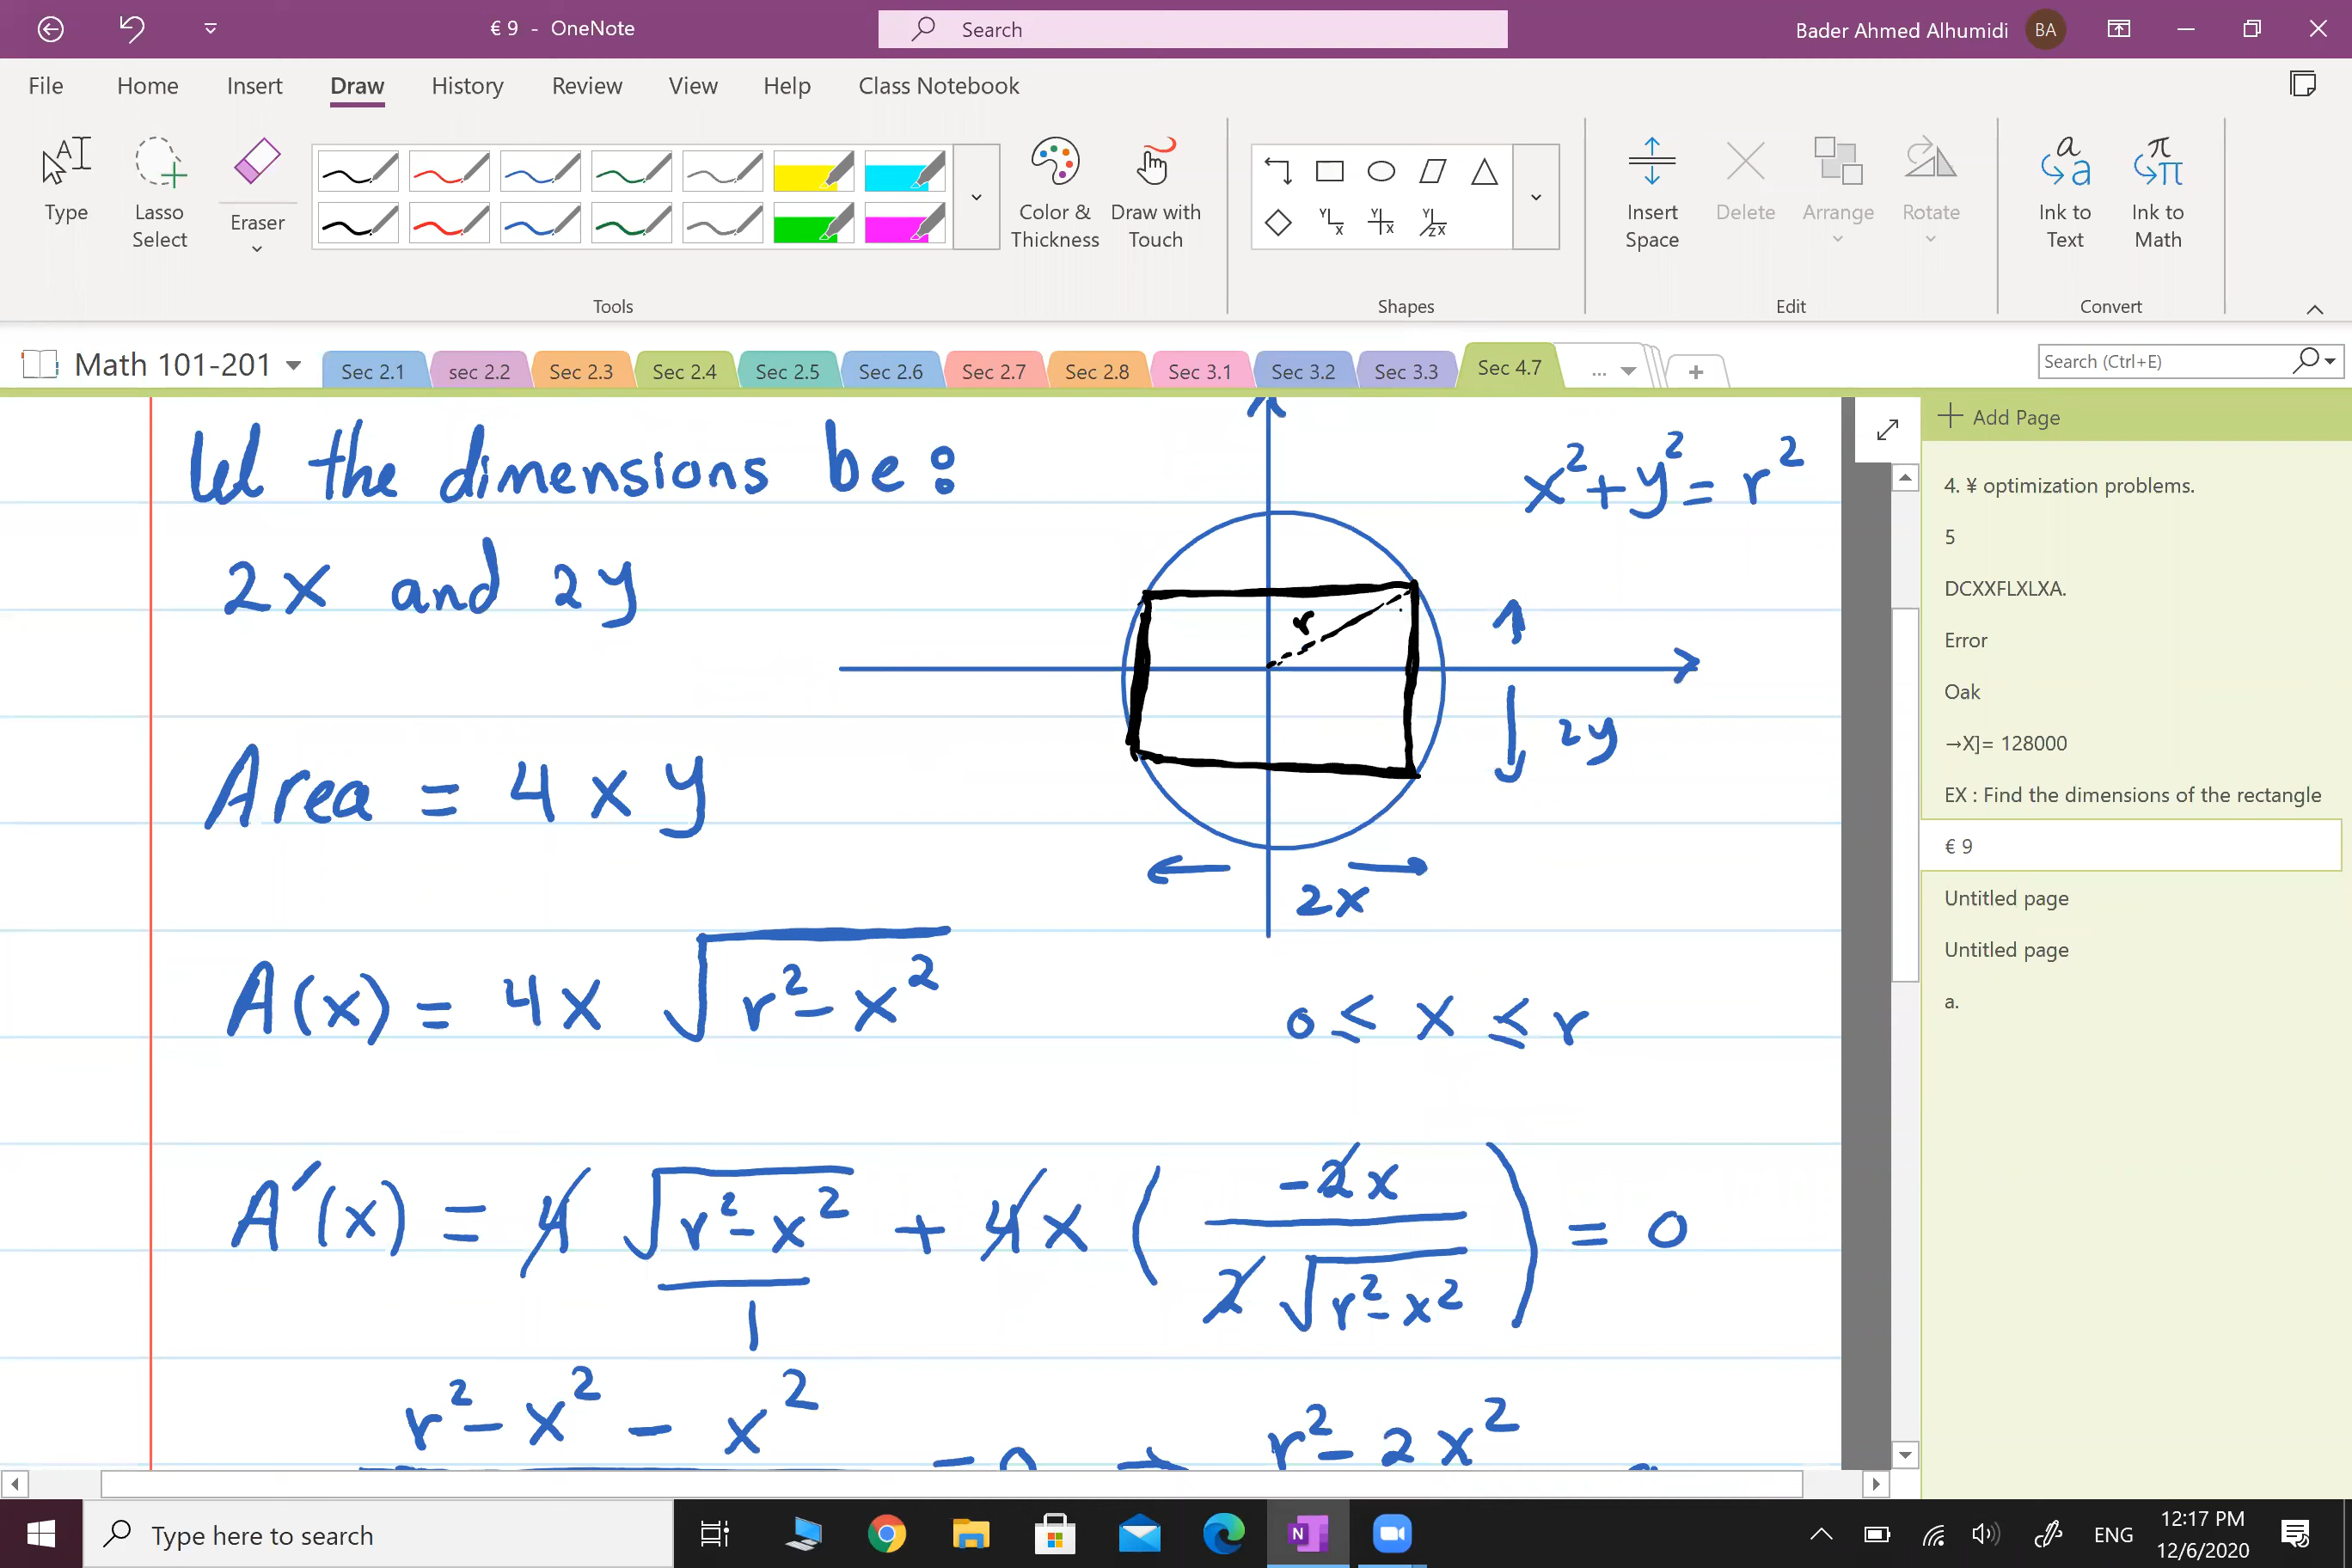 € 9 - OneNote
Search
Bader Ahmed Alhumidi
BA
File Home Insert Draw History Review View Help Class Notebook
Type
Lasso Select
Eraser
Color & Thickness
Draw with Touch
Insert Space
Delete
Arrange
Rotate
Ink to Text
Ink to Math
Tools
Shapes
Edit
Convert
Math 101-201
Sec 2.1
sec 2.2
Sec 2.3
Sec 2.4
Sec 2.5
Sec 2.6
Sec 2.7
Sec 2.8
Sec 3.1
Sec 3.2
Sec 3.3
Sec 4.7
...
Search (Ctrl+E)
Let the dimensions be:
2x and 2y
Area = 4xy
x² + y² = r²
r
2y
2x
A(x) = 4x √(r² - x²)
0 ≤ x ≤ r
A'(x) = 4 √(r² - x²) / 1 + 4x ( -2x / 2√(r² - x²) ) = 0
r² - x² - x²
r² - 2x²
Add Page
4. ¥ optimization problems.
5
DCXXFLXLXA.
Error
Oak
→X]= 128000
EX : Find the dimensions of the rectangle
€ 9
Untitled page
Untitled page
a.
Type here to search
ENG
12:17 PM
12/6/2020